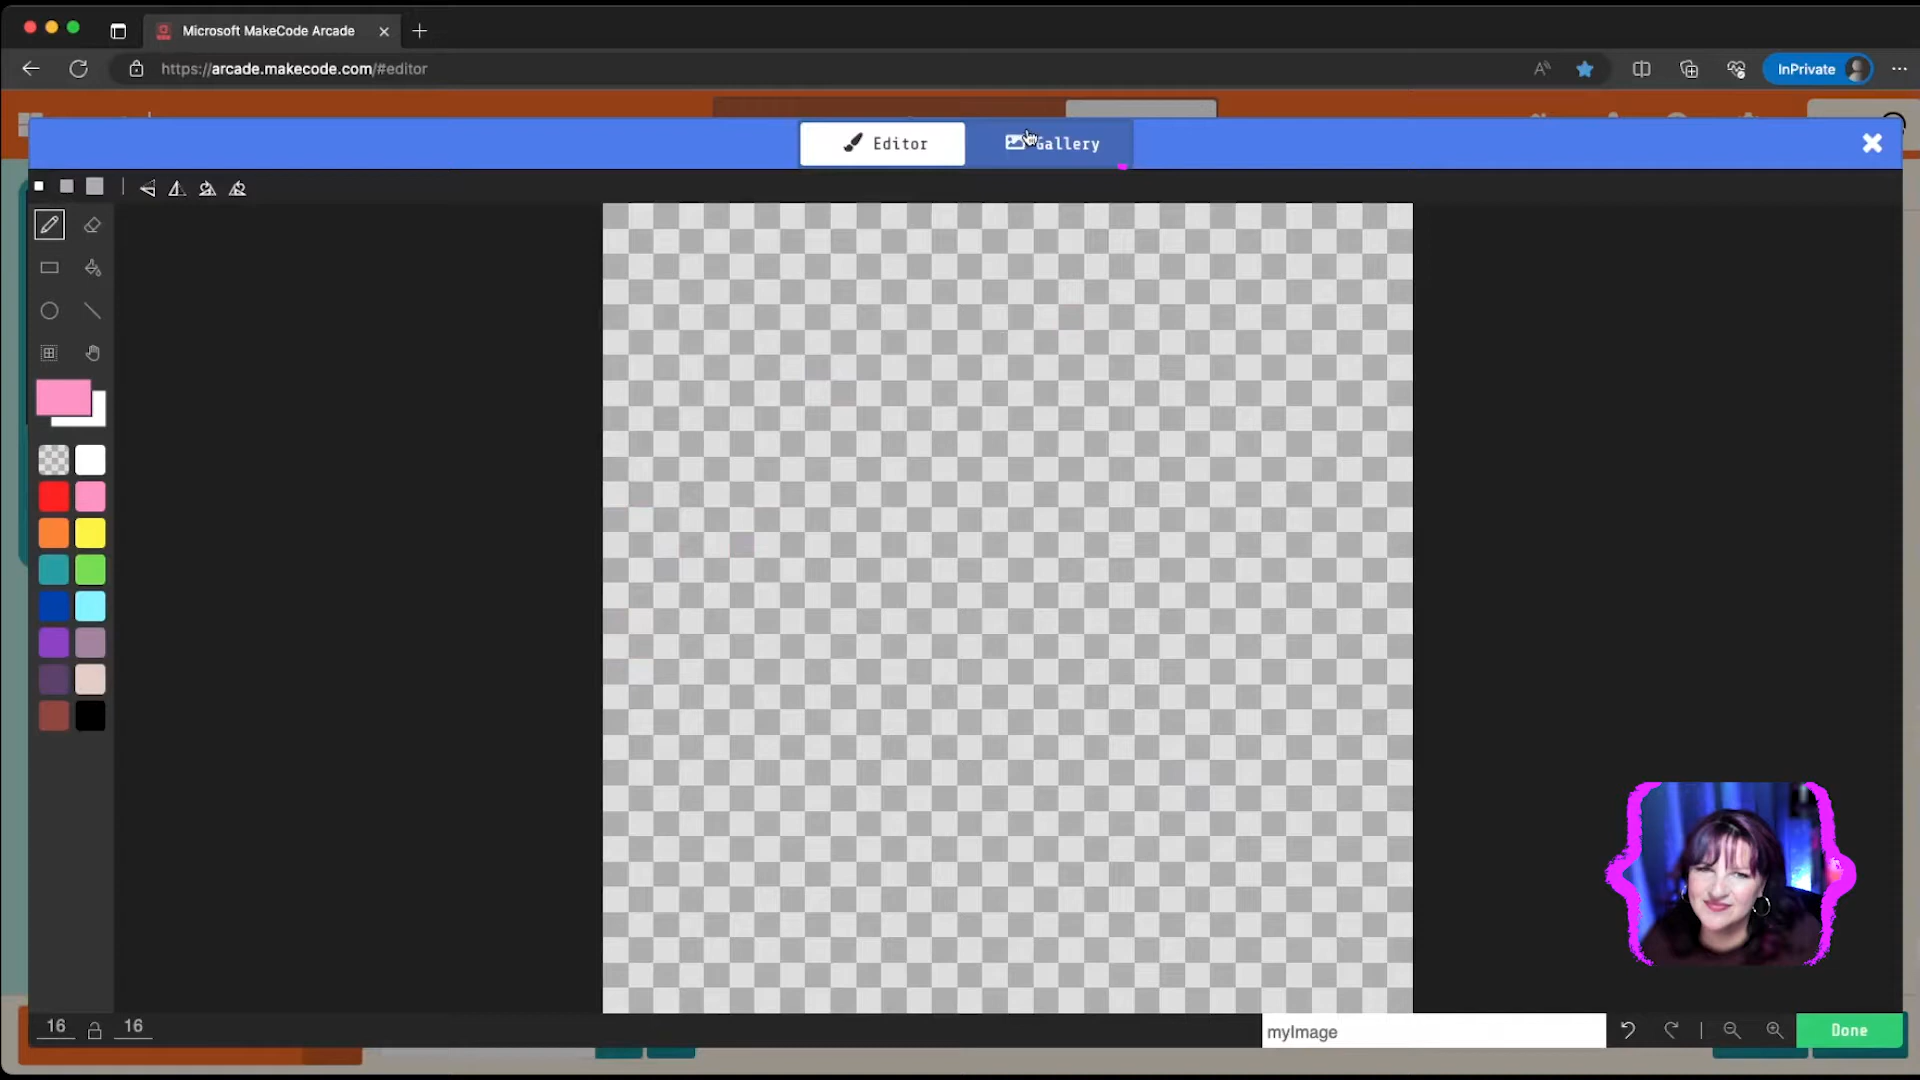 Microsoft MakeCode Arcade
https://arcade.makecode.com/#editor
InPrivate
Editor
Gallery
16
16
myImage
Done